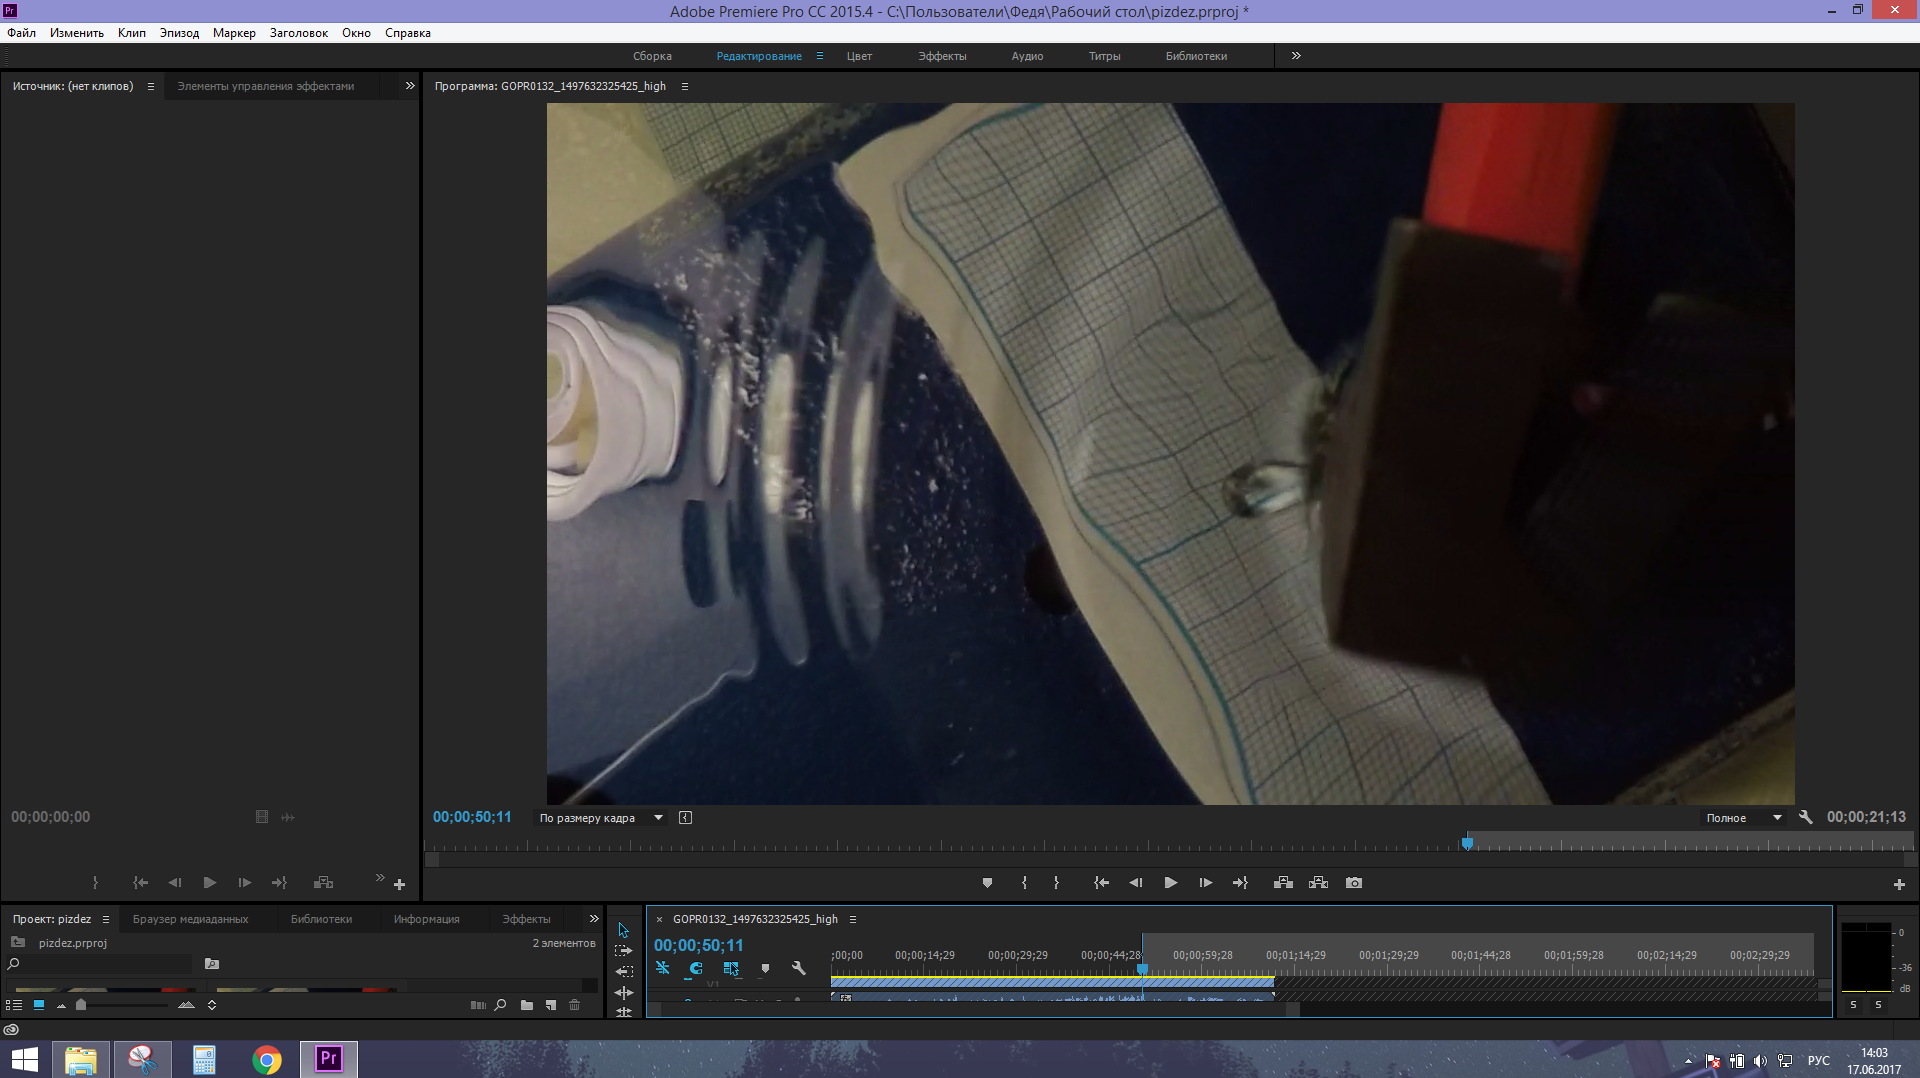 Adobe Premiere Pro CC 2015.4 - C:\Пользователи\Федя\Рабочий стол\pizdez.prproj *
Файл Изменить Клип Эпизод Маркер Заголовок Окно Справка
Сборка Редактирование Цвет Эффекты Аудио Титры Библиотеки
Источник: (нет клипов) Элементы управления эффектами
Программа: GOPR0132_1497632325425_high
00;00;00;00
00;00;50;11 По размеру кадра Полное 00;00;21;13
Проект: pizdez Браузер медиаданных Библиотеки Информация Эффекты
pizdez.prproj 2 элементов
GOPR0132_1497632325425_high
00;00;50;11
;00;00 00;00;14;29 00;00;29;29 00;00;44;28 00;00;59;28 00;01;14;29 00;01;29;29 00;01;44;28 00;01;59;28 00;02;14;29 00;02;29;29
V1
0
-36
dB
S S
Pr
РУС
14:03
17.06.2017